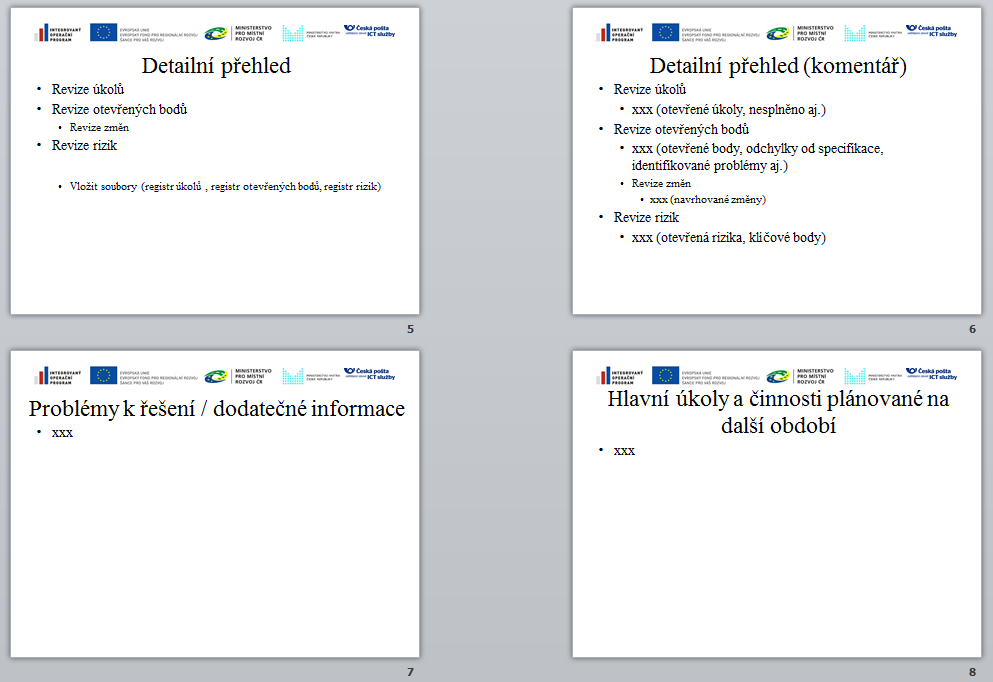 INTEGROVANÝ
OPERAČNÍ
PROGRAM
EVROPSKÁ UNIE
EVROPSKÝ FOND PRO REGIONÁLNÍ ROZVOJ
ŠANCE PRO VÁŠ ROZVOJ
MINISTERSTVO
PRO MÍSTNÍ
ROZVOJ ČR
MINISTERSTVO VNITRA
ČESKÉ REPUBLIKY
Česká pošta
ICT služby
Detailní přehled
• Revize úkolů
• Revize otevřených bodů
• Revize změn
• Revize rizik
• Vložit soubory (registr úkolů , registr otevřených bodů, registr rizik)
5
INTEGROVANÝ
OPERAČNÍ
PROGRAM
EVROPSKÁ UNIE
EVROPSKÝ FOND PRO REGIONÁLNÍ ROZVOJ
ŠANCE PRO VÁŠ ROZVOJ
MINISTERSTVO
PRO MÍSTNÍ
ROZVOJ ČR
MINISTERSTVO VNITRA
ČESKÉ REPUBLIKY
Česká pošta
ICT služby
Detailní přehled (komentář)
• Revize úkolů
• xxx (otevřené úkoly, nesplněno aj.)
• Revize otevřených bodů
• xxx (otevřené body, odchylky od specifikace,
identifikované problémy aj.)
• Revize změn
• xxx (navrhované změny)
• Revize rizik
• xxx (otevřená rizika, klíčové body)
6
INTEGROVANÝ
OPERAČNÍ
PROGRAM
EVROPSKÁ UNIE
EVROPSKÝ FOND PRO REGIONÁLNÍ ROZVOJ
ŠANCE PRO VÁŠ ROZVOJ
MINISTERSTVO
PRO MÍSTNÍ
ROZVOJ ČR
MINISTERSTVO VNITRA
ČESKÉ REPUBLIKY
Česká pošta
ICT služby
Problémy k řešení / dodatečné informace
• xxx
7
INTEGROVANÝ
OPERAČNÍ
PROGRAM
EVROPSKÁ UNIE
EVROPSKÝ FOND PRO REGIONÁLNÍ ROZVOJ
ŠANCE PRO VÁŠ ROZVOJ
MINISTERSTVO
PRO MÍSTNÍ
ROZVOJ ČR
MINISTERSTVO VNITRA
ČESKÉ REPUBLIKY
Česká pošta
ICT služby
Hlavní úkoly a činnosti plánované na
další období
• xxx
8